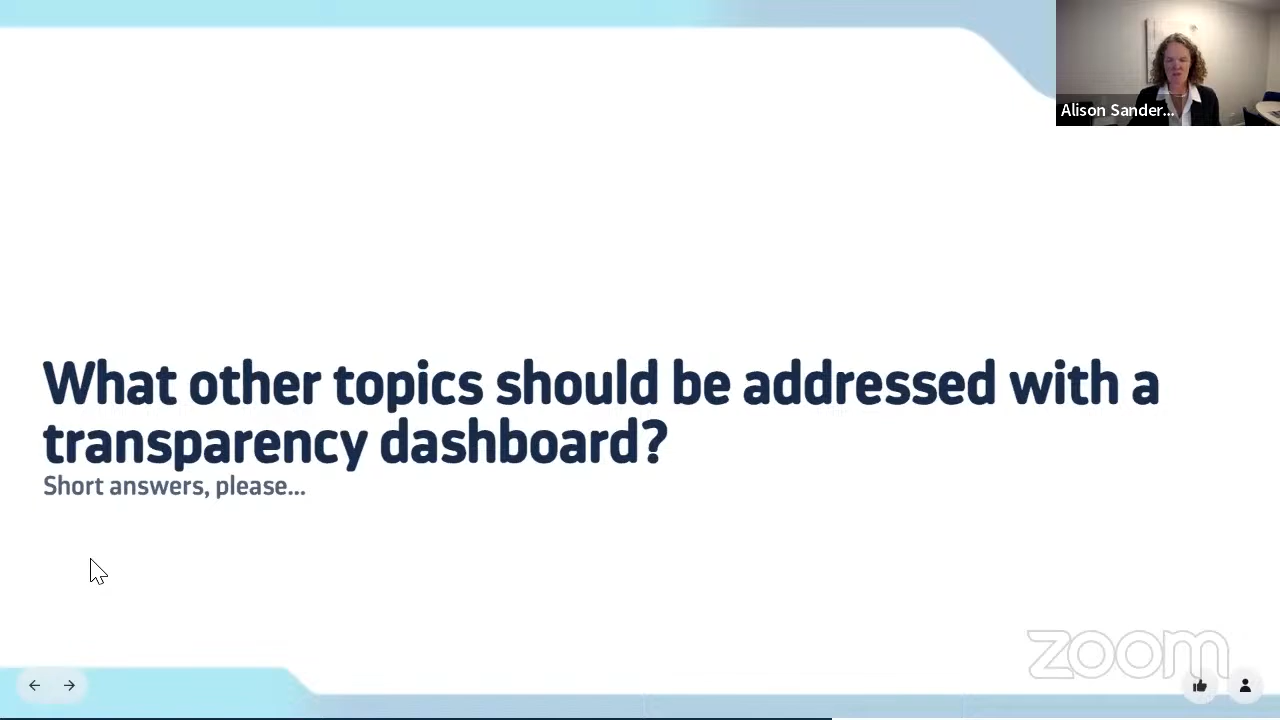 Alison Sander...
What other topics should be addressed with a
transparency dashboard?
Short answers, please...
zoom